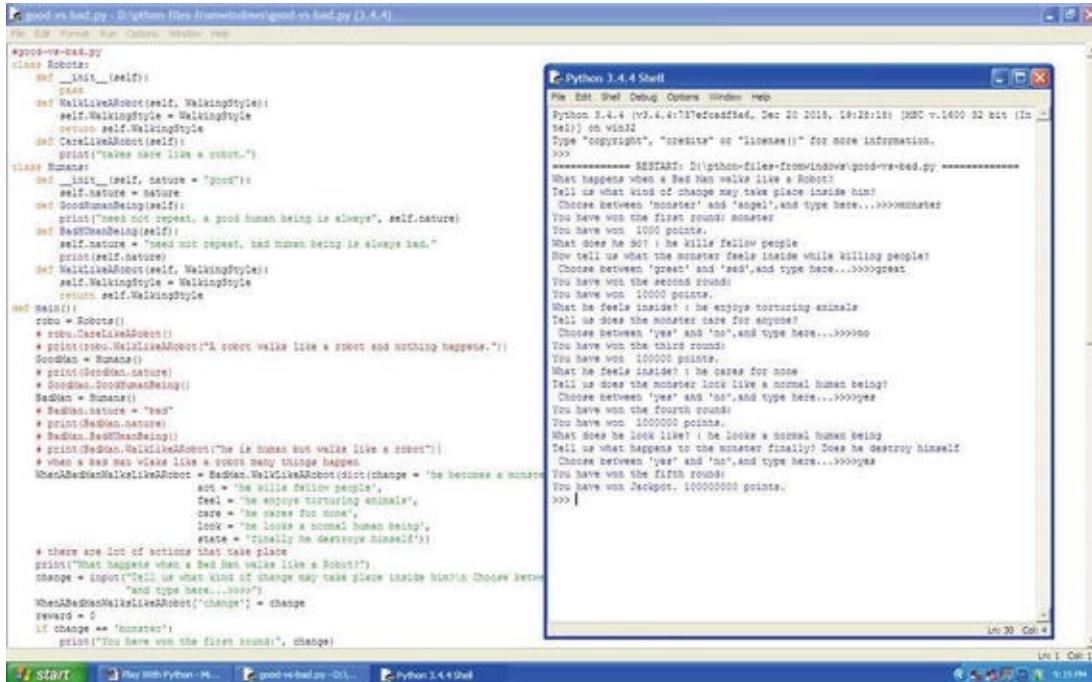 good-vs-bad.py - D:\pthon-files-fromwindows\good-vs-bad.py (3.4.4)
File Edit Format Run Options Window Help
#good-vs-bad.py
class Robots:
def __init__(self):
pass
def WalkLikeARobot(self, WalkingStyle):
self.WalkingStyle = WalkingStyle
return self.WalkingStyle
def CareLikeARobot(self):
print("takes care like a robot.")
class Humans:
def __init__(self, nature = "good"):
self.nature = nature
def GoodHumanBeing(self):
print("need not repeat, a good human being is always", self.nature)
def BadHUmanBeing(self):
self.nature = "need not repeat, bad human being is always bad."
print(self.nature)
def WalkLikeARobot(self, WalkingStyle):
self.WalkingStyle = WalkingStyle
return self.WalkingStyle
def main():
robu = Robots()
# robu.CareLikeARobot()
# print(robu.WalkLikeARobot("A robot walks like a robot and nothing happens."))
GoodMan = Humans()
# print(GoodMan.nature)
# GoodMan.GoodHumanBeing()
BadMan = Humans()
# BadMan.nature = "bad"
# print(BadMan.nature)
# BadMan.BadHUmanBeing()
# print(BadMan.WalkLikeARobot("he is human but walks like a robot"))
# when a bad man wlaks like a robot many things happen
WhenABadManWalksLikeARobot = BadMan.WalkLikeARobot(dict(change = 'he becomes a monste
act = 'he kills fellow people',
feel = 'he enjoys torturing animals',
care = 'he cares for none',
look = 'he looks a normal human being',
state = 'finally he destroys himself'))
# there are lot of actions that take place
print("What happens when a Bad Man walks like a Robot?")
change = input("Tell us what kind of change may take place inside him?\n Choose betwe
"and type here...>>>>")
WhenABadManWalksLikeARobot['change'] = change
reward = 0
if change == 'monster':
print("You have won the first round:", change)
Python 3.4.4 Shell
File Edit Shell Debug Options Window Help
Python 3.4.4 (v3.4.4:737efcadf5a6, Dec 20 2015, 19:28:18) [MSC v.1600 32 bit (In
tel)] on win32
Type "copyright", "credits" or "license()" for more information.
>>>
============= RESTART: D:\pthon-files-fromwindows\good-vs-bad.py =============
What happens when a Bad Man walks like a Robot?
Tell us what kind of change may take place inside him?
Choose between 'monster' and 'angel',and type here...>>>>monster
You have won the first round: monster
You have won 1000 points.
What does he do? : he kills fellow people
Now tell us what the monster feels inside while killing people?
Choose between 'great' and 'sad',and type here...>>>>great
You have won the second round:
You have won 10000 points.
What he feels inside? : he enjoys torturing animals
Tell us does the monster care for anyone?
Choose between 'yes' and 'no',and type here...>>>>no
You have won the third round:
You have won 100000 points.
What he feels inside? : he cares for none
Tell us does the monster look like a normal human being?
Choose between 'yes' and 'no',and type here...>>>>yes
You have won the fourth round:
You have won 1000000 points.
What does he look like? : he looks a normal human being
Tell us what happens to the monster finally? Does he destroy himself
Choose between 'yes' and 'no',and type here...>>>>yes
You have won the fifth round:
You have won Jackpot. 100000000 points.
>>>
Ln: 30 Col: 4
Ln: 1 Col: 1
start Play With Python - M... good-vs-bad.py - D:\... Python 3.4.4 Shell 9:15 PM